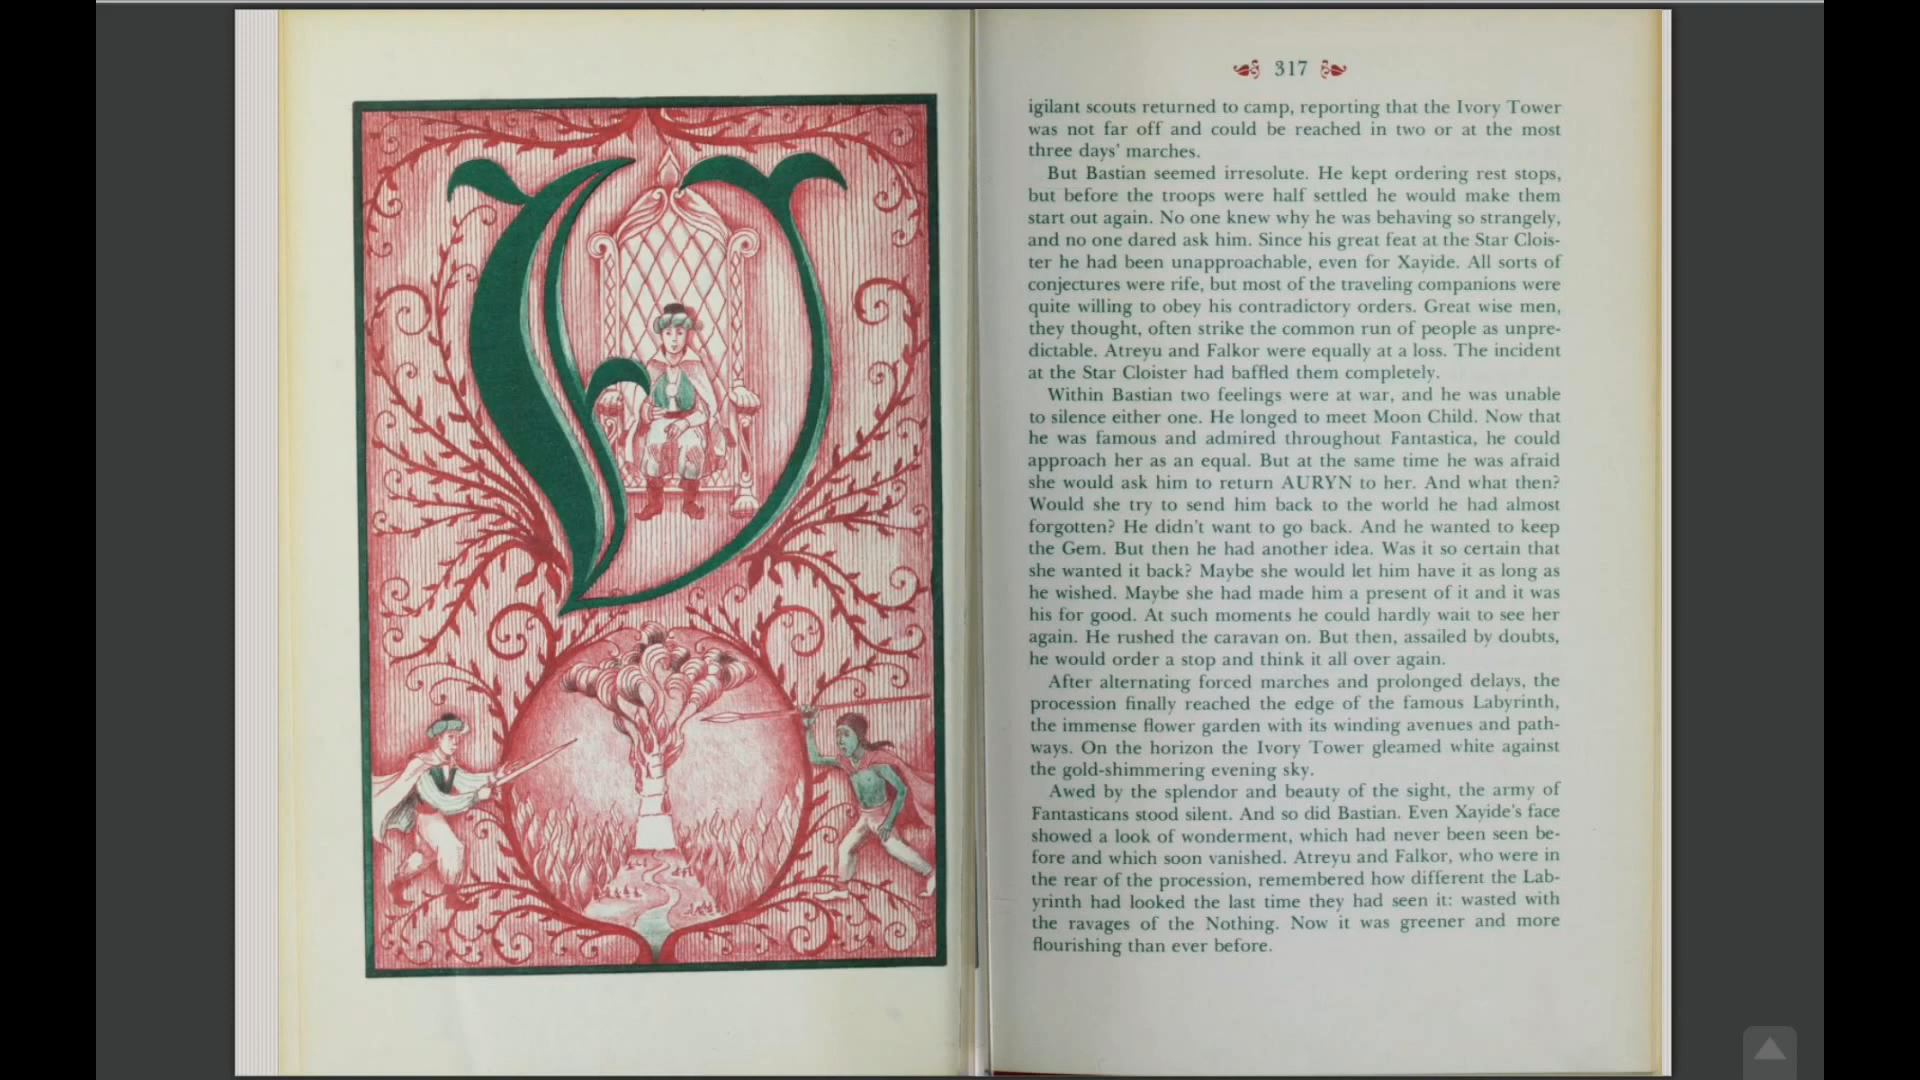 V
317
igilant scouts returned to camp, reporting that the Ivory Tower
was not far off and could be reached in two or at the most
three days' marches.
But Bastian seemed irresolute. He kept ordering rest stops,
but before the troops were half settled he would make them
start out again. No one knew why he was behaving so strangely,
and no one dared ask him. Since his great feat at the Star Clois-
ter he had been unapproachable, even for Xayide. All sorts of
conjectures were rife, but most of the traveling companions were
quite willing to obey his contradictory orders. Great wise men,
they thought, often strike the common run of people as unpre-
dictable. Atreyu and Falkor were equally at a loss. The incident
at the Star Cloister had baffled them completely.
Within Bastian two feelings were at war, and he was unable
to silence either one. He longed to meet Moon Child. Now that
he was famous and admired throughout Fantastica, he could
approach her as an equal. But at the same time he was afraid
she would ask him to return AURYN to her. And what then?
Would she try to send him back to the world he had almost
forgotten? He didn't want to go back. And he wanted to keep
the Gem. But then he had another idea. Was it so certain that
she wanted it back? Maybe she would let him have it as long as
he wished. Maybe she had made him a present of it and it was
his for good. At such moments he could hardly wait to see her
again. He rushed the caravan on. But then, assailed by doubts,
he would order a stop and think it all over again.
After alternating forced marches and prolonged delays, the
procession finally reached the edge of the famous Labyrinth,
the immense flower garden with its winding avenues and path-
ways. On the horizon the Ivory Tower gleamed white against
the gold-shimmering evening sky.
Awed by the splendor and beauty of the sight, the army of
Fantasticans stood silent. And so did Bastian. Even Xayide's face
showed a look of wonderment, which had never been seen be-
fore and which soon vanished. Atreyu and Falkor, who were in
the rear of the procession, remembered how different the Lab-
yrinth had looked the last time they had seen it: wasted with
the ravages of the Nothing. Now it was greener and more
flourishing than ever before.